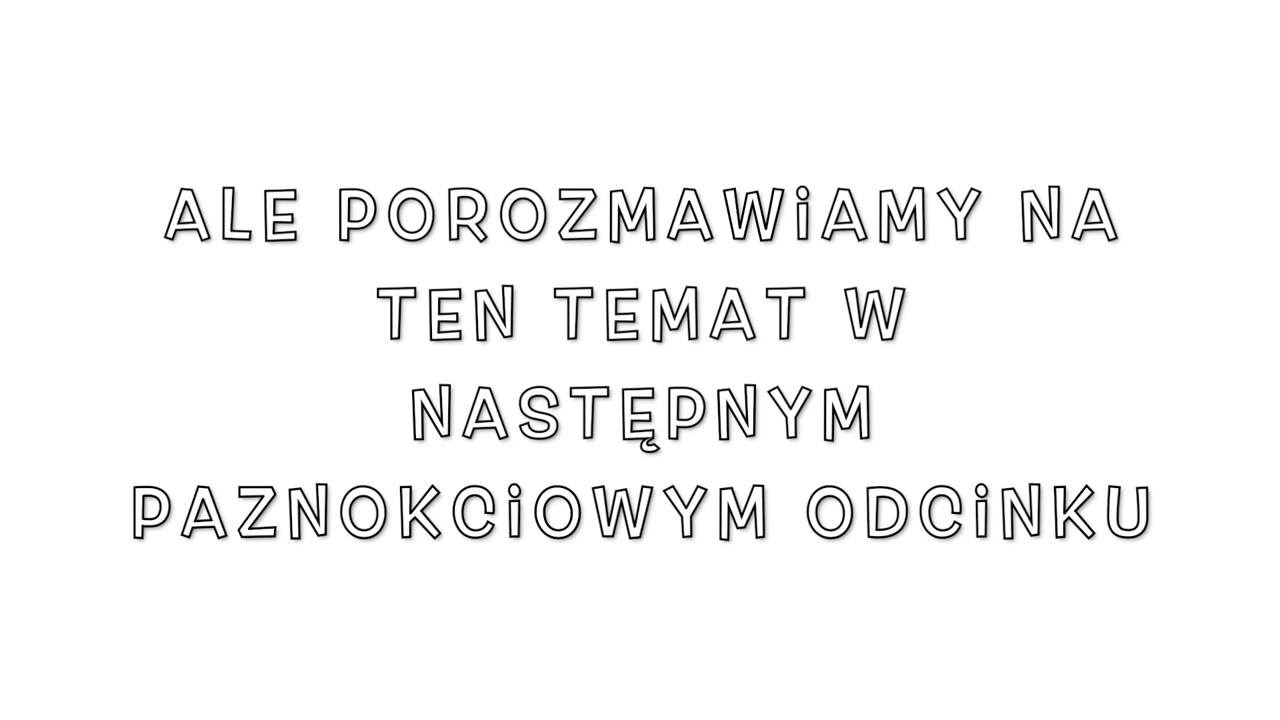 ALE POROZMAWiAMY NA
TEN TEMAT W
NASTĘPNYM
PAZNOKCiOWYM ODCiNKU